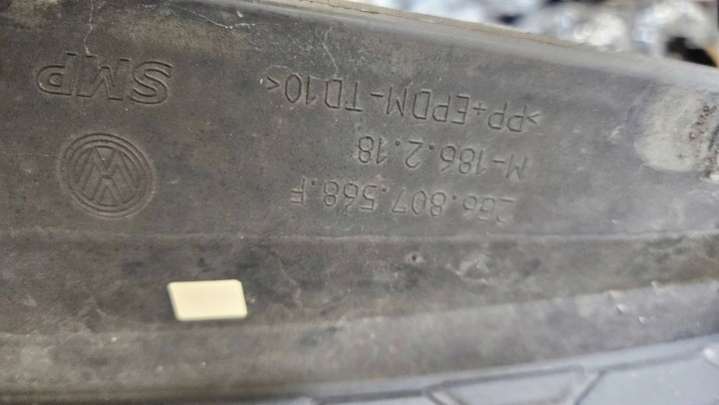 2G6.807.568.F
M-186.2.18
>PP+EPDM-TD10<
SMP